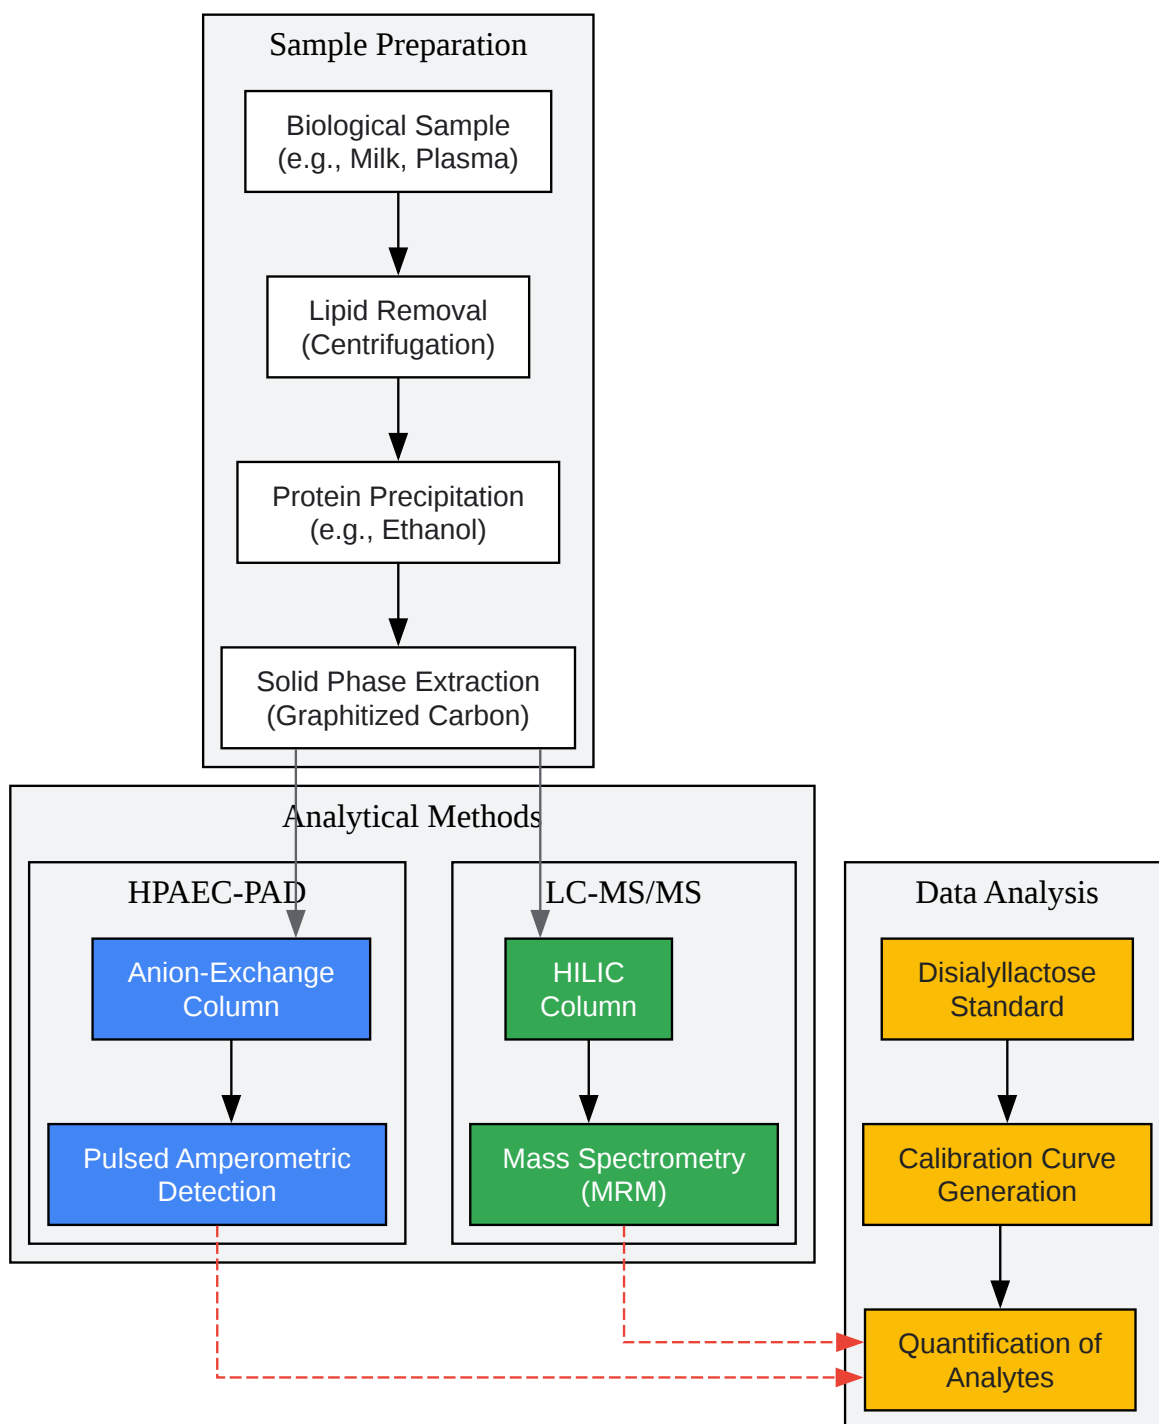 Sample Preparation
Biological Sample
(e.g., Milk, Plasma)
Lipid Removal
(Centrifugation)
Protein Precipitation
(e.g., Ethanol)
Solid Phase Extraction
(Graphitized Carbon)
Analytical Methods
HPAEC-PAD
Anion-Exchange
Column
Pulsed Amperometric
Detection
LC-MS/MS
HILIC
Column
Mass Spectrometry
(MRM)
Data Analysis
Disialyllactose
Standard
Calibration Curve
Generation
Quantification of
Analytes